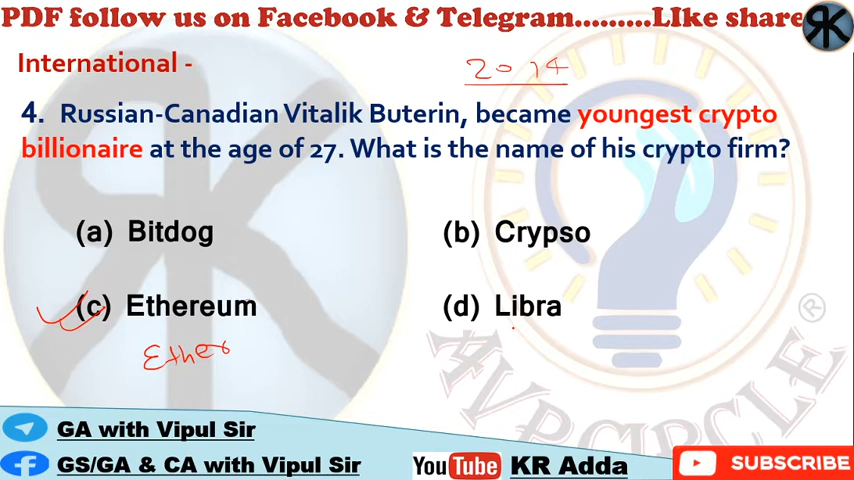 PDF follow us on Facebook & Telegram.........LIke share
International -
2014
4. Russian-Canadian Vitalik Buterin, became youngest crypto
billionaire at the age of 27. What is the name of his crypto firm?
(a) Bitdog
(b) Crypso
(c) Ethereum
(d) Libra
Ether
AVPCIRCLE®
GA with Vipul Sir
GS/GA & CA with Vipul Sir
YouTube KR Adda
SUBSCRIBE